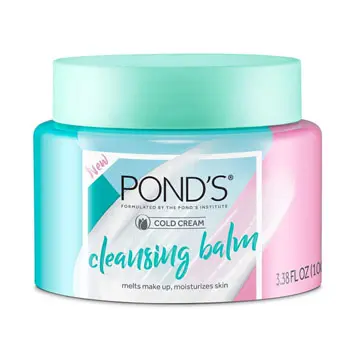 New
POND'S
FORMULATED BY THE POND'S INSTITUTE
COLD CREAM
cleansing balm
melts make up, moisturizes skin
3.38 FL OZ (10